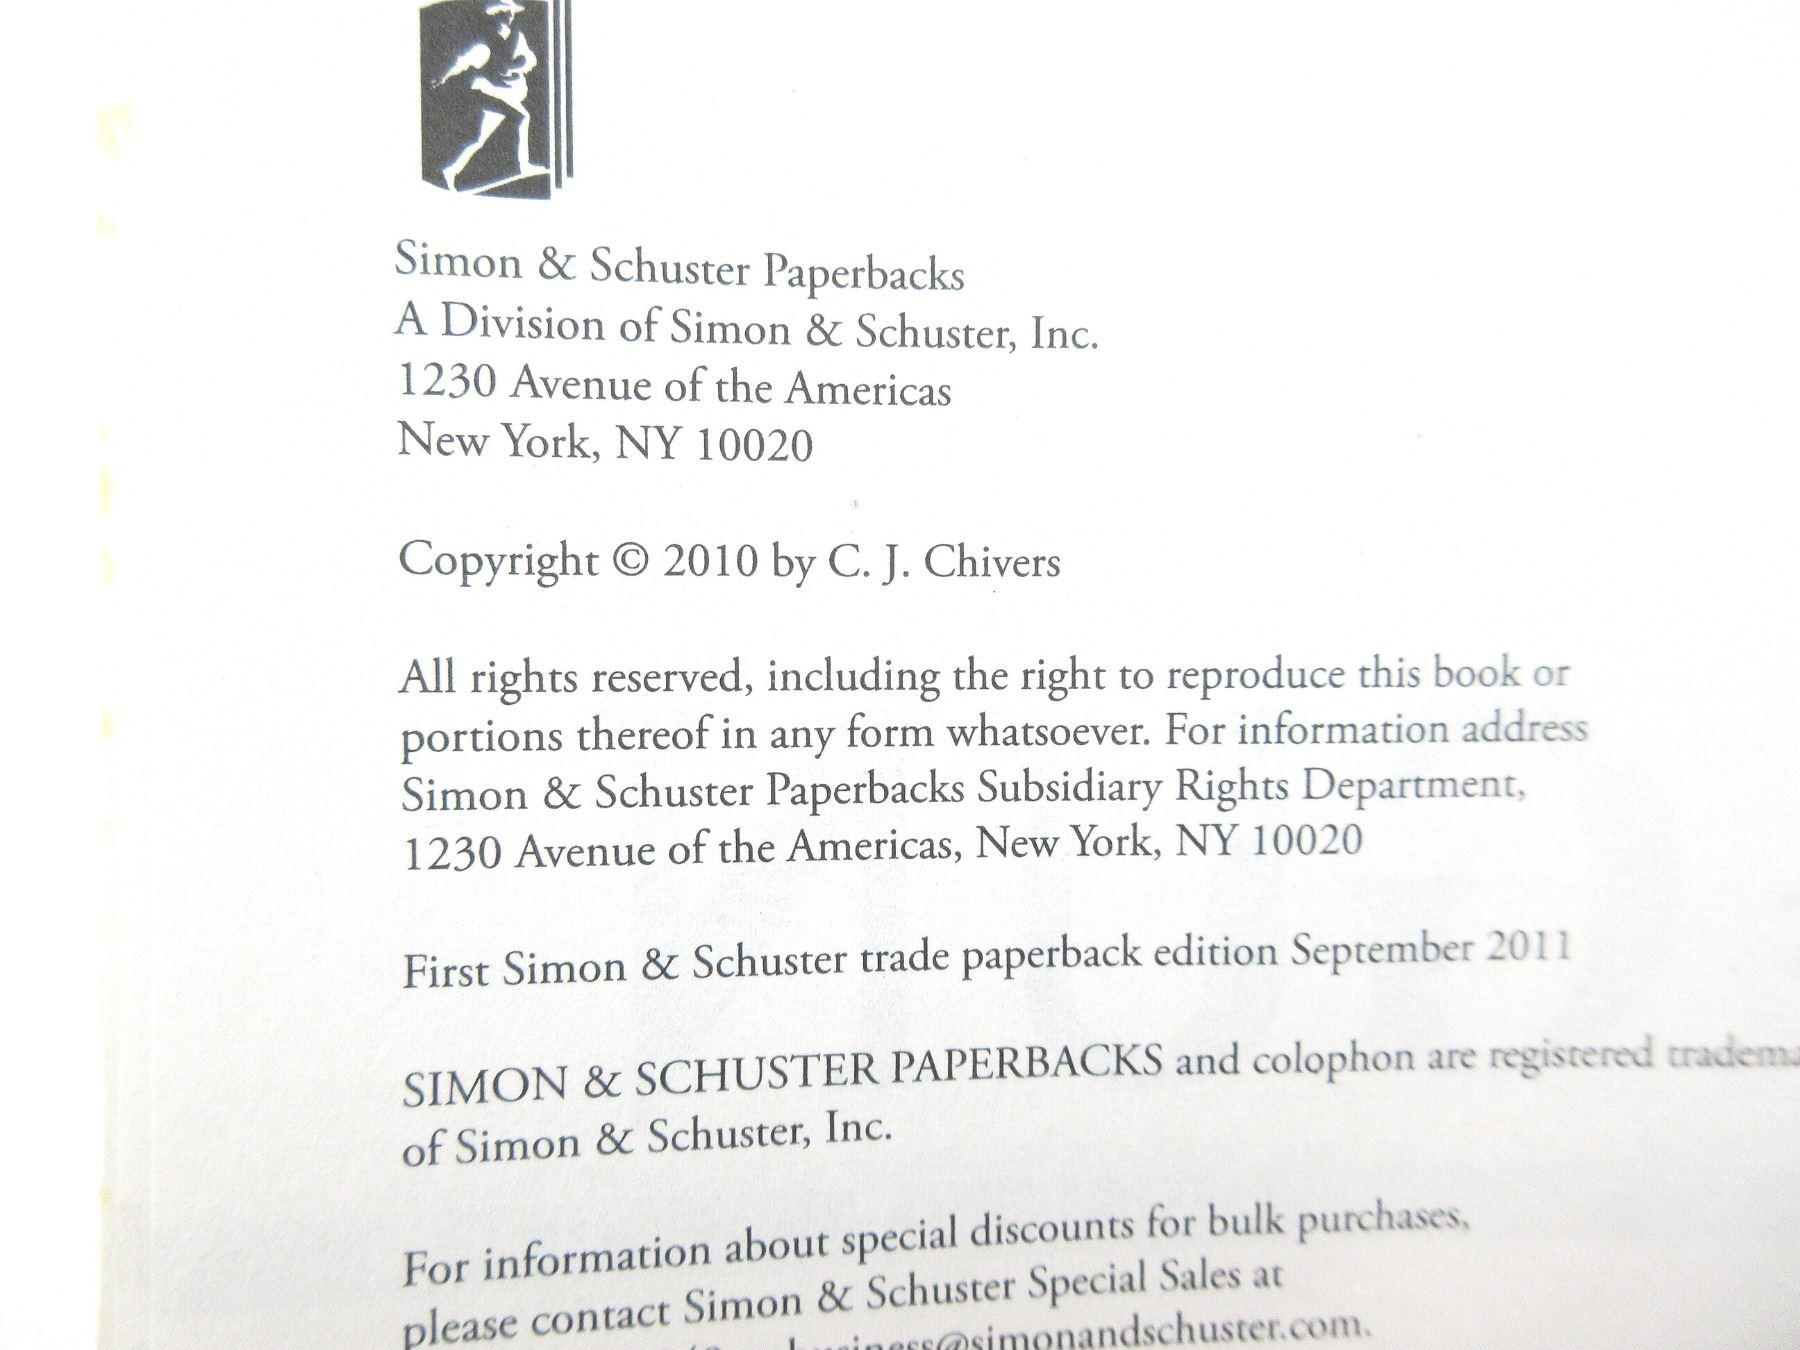 Simon & Schuster Paperbacks
A Division of Simon & Schuster, Inc.
1230 Avenue of the Americas
New York, NY 10020
Copyright © 2010 by C. J. Chivers
All rights reserved, including the right to reproduce this book or
portions thereof in any form whatsoever. For information address
Simon & Schuster Paperbacks Subsidiary Rights Department,
1230 Avenue of the Americas, New York, NY 10020
First Simon & Schuster trade paperback edition September 2011
SIMON & SCHUSTER PAPERBACKS and colophon are registered
of Simon & Schuster, Inc.
For information about special discounts for bulk purchases,
please contact Simon & Schuster Special Sales at
business@simonandschuster.com.